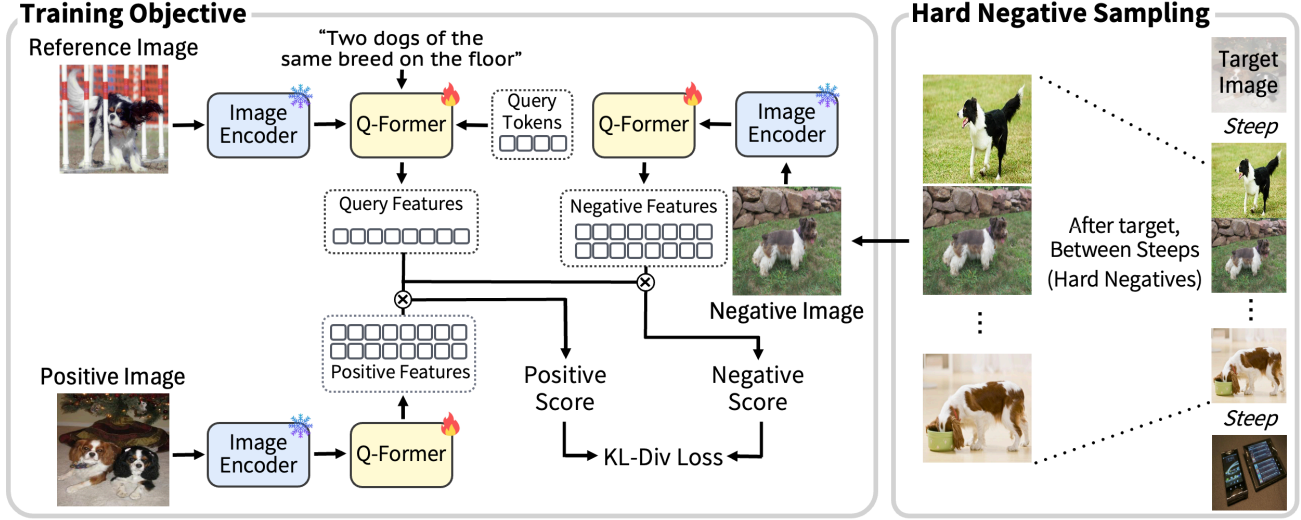 Training Objective
Reference Image
“Two dogs of the
same breed on the floor”
Image
Encoder
Q-Former
Query
Tokens
Q-Former
Image
Encoder
Query Features
Negative Features
Negative Image
Positive Features
Positive Image
Image
Encoder
Q-Former
Positive
Score
Negative
Score
KL-Div Loss
Hard Negative Sampling
Target
Image
Steep
After target,
Between Steeps
(Hard Negatives)
Steep